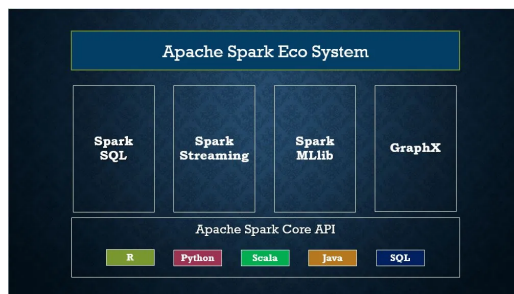 Apache Spark Eco System
Spark
SQL
Spark
Streaming
Spark
MLlib
GraphX
Apache Spark Core API
R
Python
Scala
Java
SQL